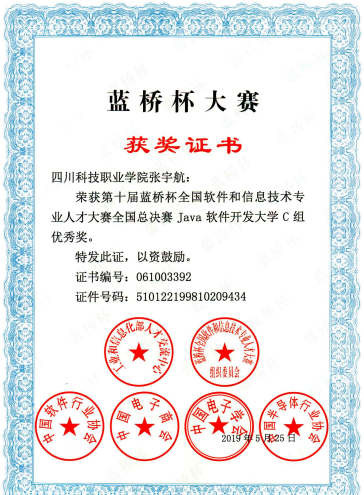 蓝桥杯大赛
获奖证书
四川科技职业学院张宇航：
荣获第十届蓝桥杯全国软件和信息技术专
业人才大赛全国总决赛 Java 软件开发大学 C 组
优秀奖。
特发此证，以资鼓励。
证书编号：061003392
证件号码：510122199810209434
工业和信息化部人才交流中心
蓝桥杯全国软件和信息技术专业人才大赛
组织委员会
中国软件行业协会
中国电子商会
中国电子学会
中国半导体行业协会
2019 年 5 月 25 日